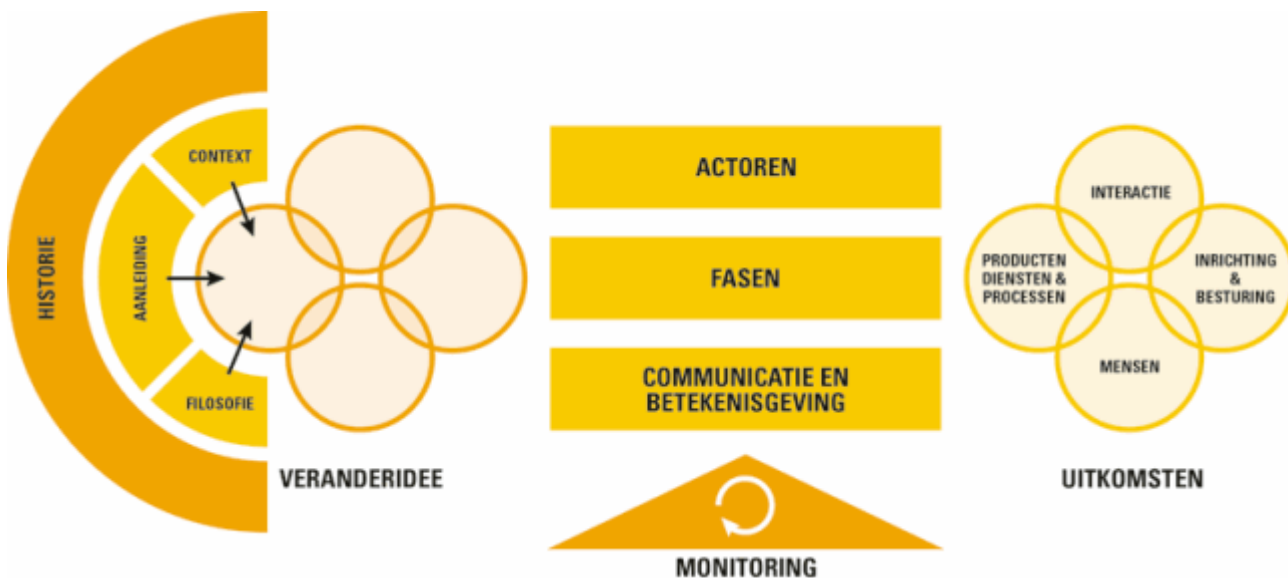 HISTORIE
CONTEXT
AANLEIDING
FILOSOFIE
VERANDERIDEE
ACTOREN
FASEN
COMMUNICATIE EN
BETEKENISGEVING
MONITORING
INTERACTIE
PRODUCTEN
DIENSTEN &
PROCESSEN
INRICHTING
&
BESTURING
MENSEN
UITKOMSTEN